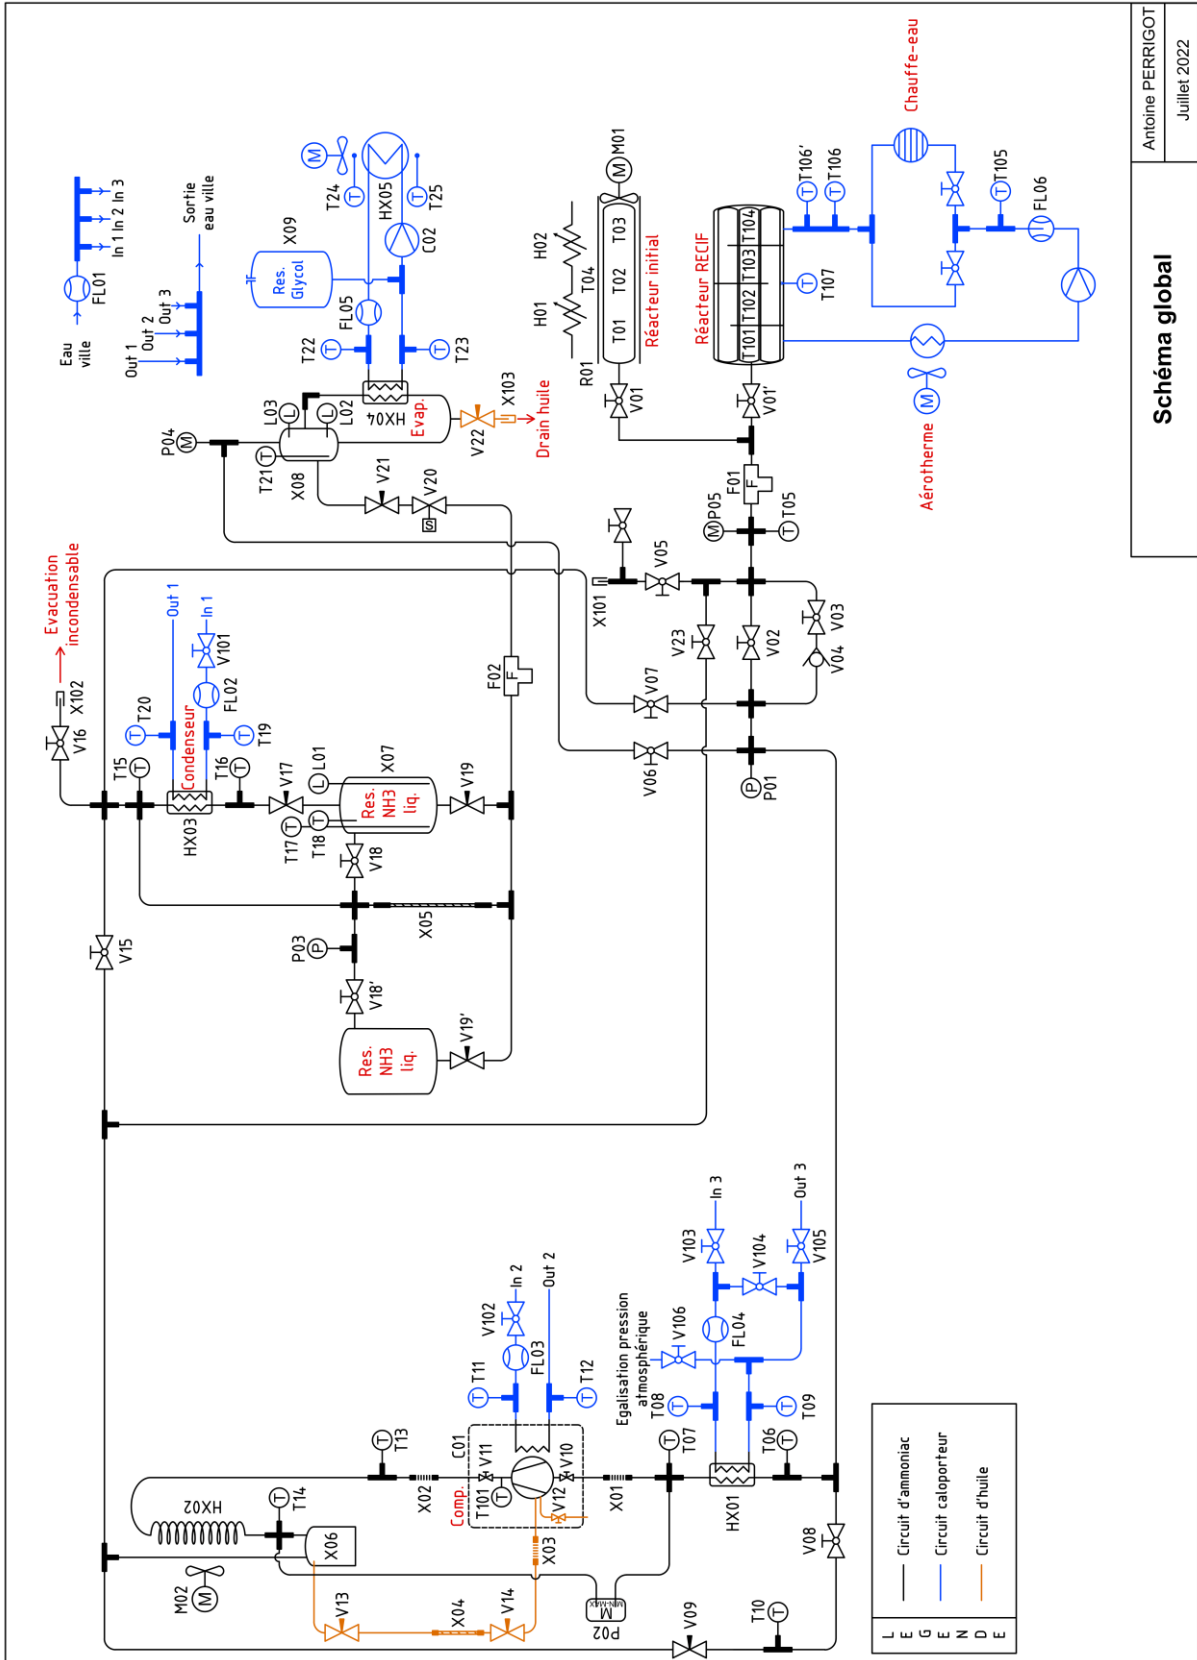 Antoine PERRIGOT
Juillet 2022
Schéma global
Evacuation
incondensable
X102
V16
T15
T20
Out 1
In 1
V101
FL02
T19
Condenseur
HX03
T16
V17
L01
X07
T17
T18
Res.
NH3
liq.
V18
V19
X05
P03
V18'
Res.
NH3
liq.
V19'
V15
F02
Eau
ville
FL01
In 1
In 2
In 3
Out 1
Out 2
Out 3
Sortie
eau ville
P04
T21
X08
L03
L02
HX04
Evap.
V22
X103
Drain huile
V21
V20
S
T22
T23
FL05
Res.
Glycol
X09
C02
HX05
T24
T25
M
H01
H02
T04
R01
T01
T02
T03
M
M01
Réacteur initial
V01
Réacteur RECIF
T101
T102
T103
T104
V01'
T107
T106'
T106
Chauffe-eau
T105
FL06
Aérotherme
M
F01
F
P05
T05
X101
V05
V23
V02
V03
V04
V07
V06
P01
HX02
M02
M
T14
X06
T13
X02
V13
X04
V14
X03
Comp.
C01
T101
V11
V10
V12
T11
T12
FL03
V102
In 2
Out 2
X01
T07
P02
M
MIN-MAX
HX01
T06
T08
T09
Egalisation pression
atmosphérique
V106
FL04
V103
V104
V105
In 3
Out 3
V08
V09
T10
LEGENDE
Circuit d'ammoniac
Circuit caloporteur
Circuit d'huile